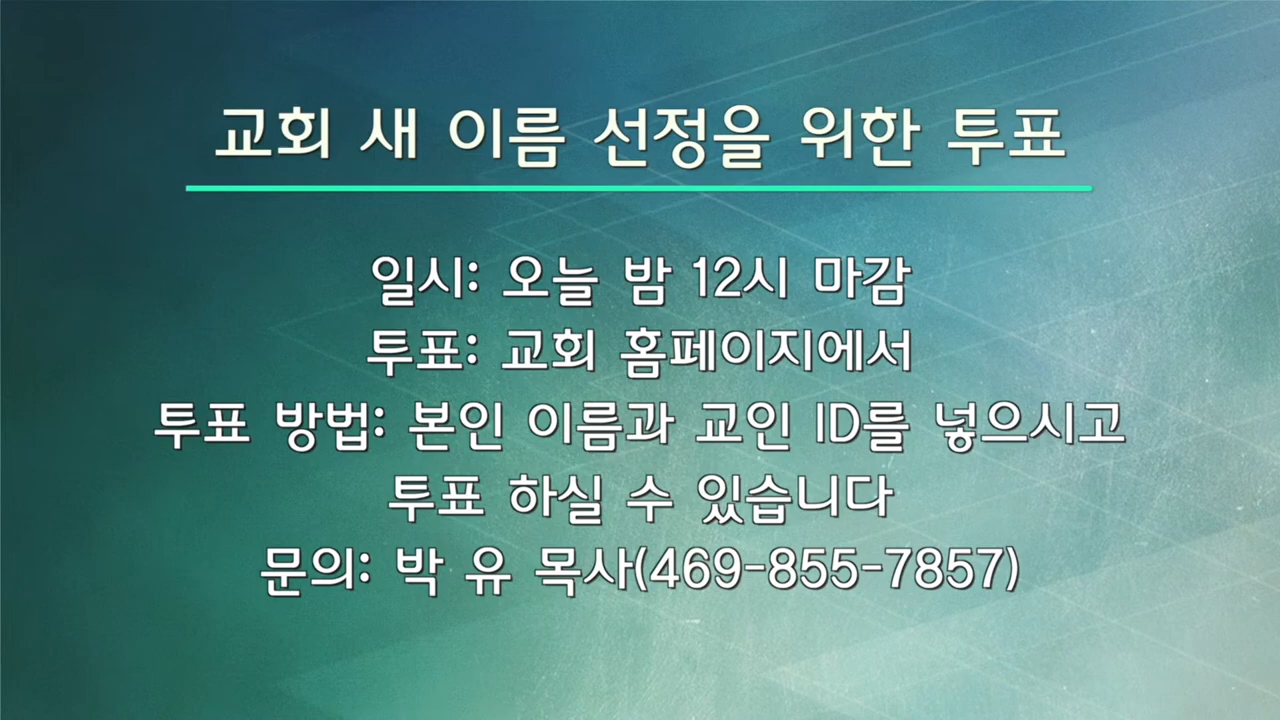 교회 새 이름 선정을 위한 투표
일시: 오늘 밤 12시 마감
투표: 교회 홈페이지에서
투표 방법: 본인 이름과 교인 ID를 넣으시고
투표 하실 수 있습니다
문의: 박 유 목사(469-855-7857)